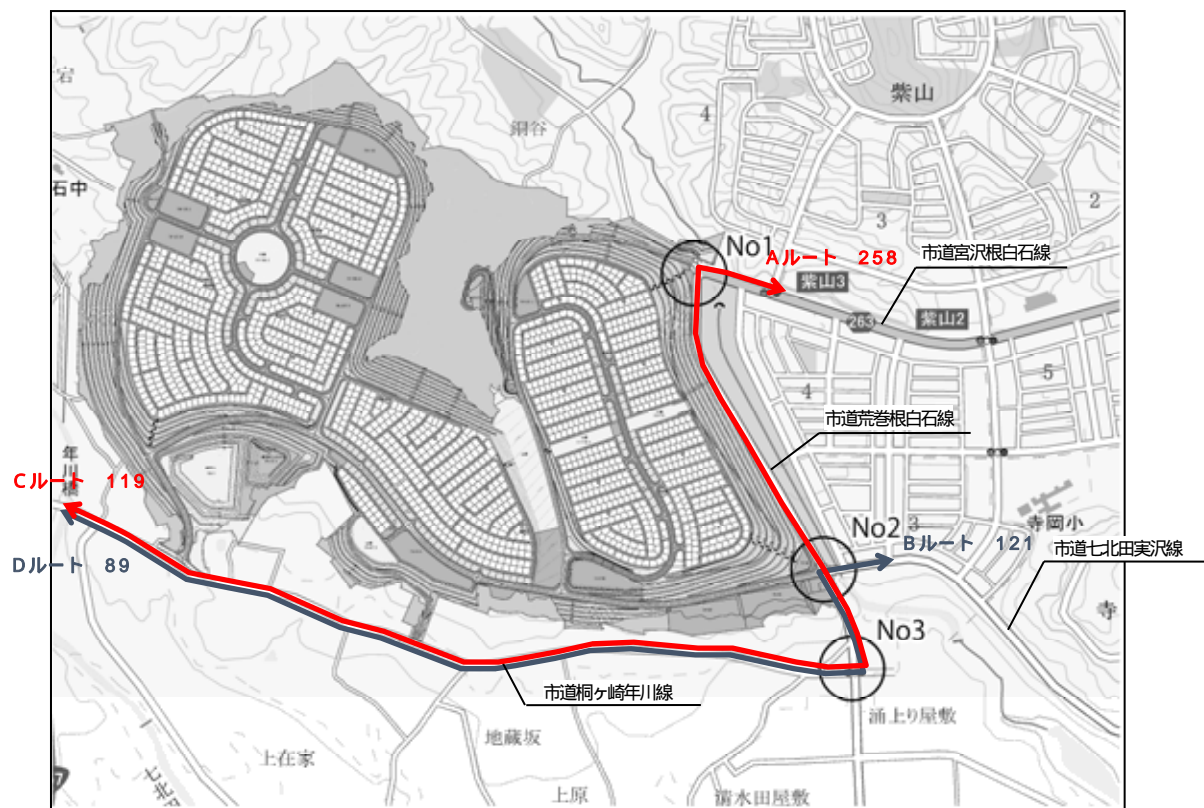 宕
銅谷
4
紫山
石中
3
2
No1
Aルート 258
市道宮沢根白石線
紫山3
263
紫山2
4
5
市道荒巻根白石線
年川橋
Cルート 119
No2
3
寺岡小
Bルート 121
市道七北田実沢線
Dルート 89
寺
No3
市道桐ヶ崎年川線
涌上り屋敷
地蔵坂
上在家
七北
上原
清水田屋敷